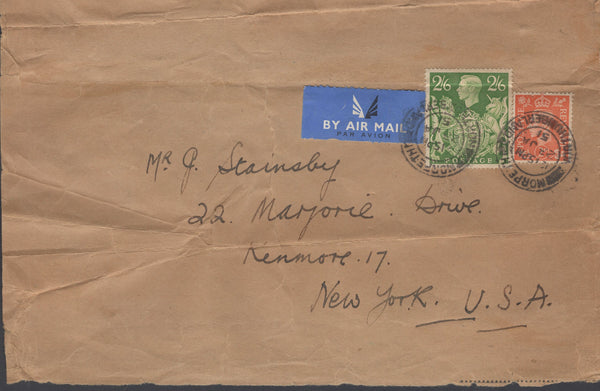 BY AIR MAIL
PAR AVION
2/6 2/6
POSTAGE
Mr J. Stainsby
22. Marjorie. Drive.
Kenmore. 17.
New York. U.S.A.